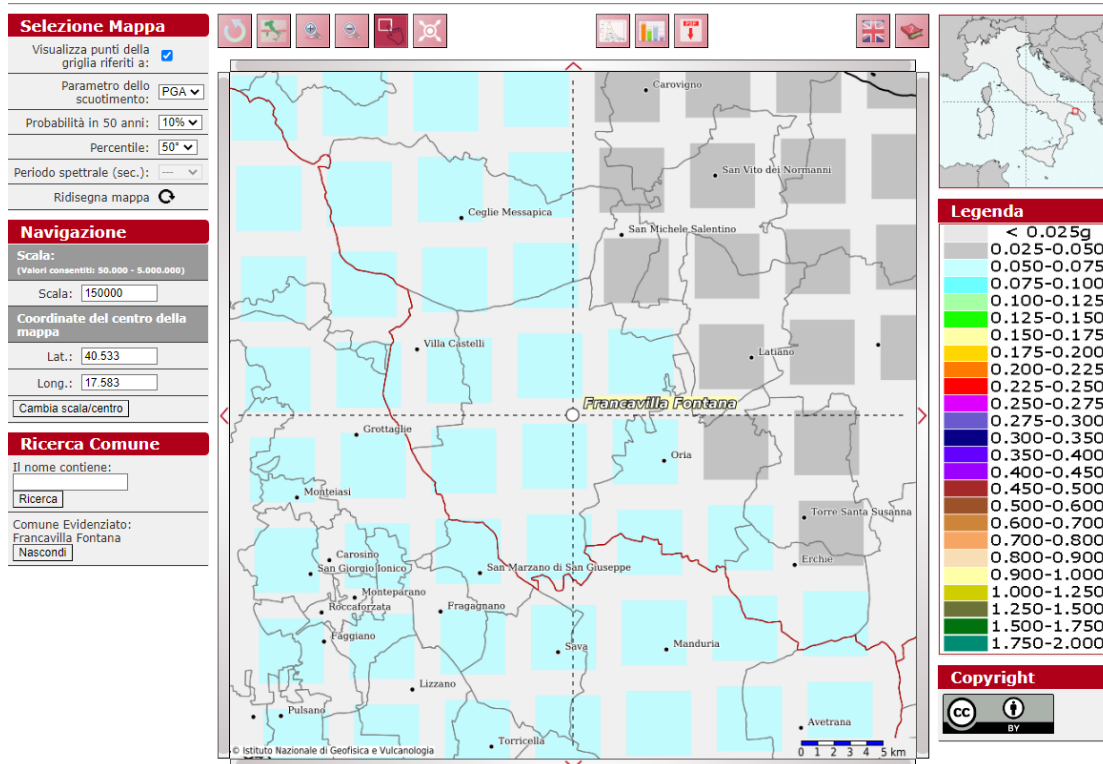 Selezione Mappa
Visualizza punti della
griglia riferiti a:
Parametro dello
scuotimento:
PGA
Probabilità in 50 anni:
10%
Percentile:
50°
Periodo spettrale (sec.):
---
Ridisegna mappa
Navigazione
Scala:
(Valori consentiti: 50.000 - 5.000.000)
Scala:
150000
Coordinate del centro della
mappa
Lat.:
40.533
Long.:
17.583
Cambia scala/centro
Ricerca Comune
Il nome contiene:
Ricerca
Comune Evidenziato:
Francavilla Fontana
Nascondi
PDF
Carovigno
San Vito dei Normanni
Ceglie Messapica
San Michele Salentino
Villa Castelli
Latiano
Francavilla Fontana
Grottaglie
Oria
Monteiasi
Torre Santa Susanna
Carosino
San Giorgio Ionico
San Marzano di San Giuseppe
Erchie
Monteparano
Roccaforzata
Fragagnano
Faggiano
Sava
Manduria
Lizzano
Pulsano
Avetrana
Torricella
© Istituto Nazionale di Geofisica e Vulcanologia
0 1 2 3 4 5 km
Legenda
< 0.025g
0.025-0.050
0.050-0.075
0.075-0.100
0.100-0.125
0.125-0.150
0.150-0.175
0.175-0.200
0.200-0.225
0.225-0.250
0.250-0.275
0.275-0.300
0.300-0.350
0.350-0.400
0.400-0.450
0.450-0.500
0.500-0.600
0.600-0.700
0.700-0.800
0.800-0.900
0.900-1.000
1.000-1.250
1.250-1.500
1.500-1.750
1.750-2.000
Copyright
cc
BY